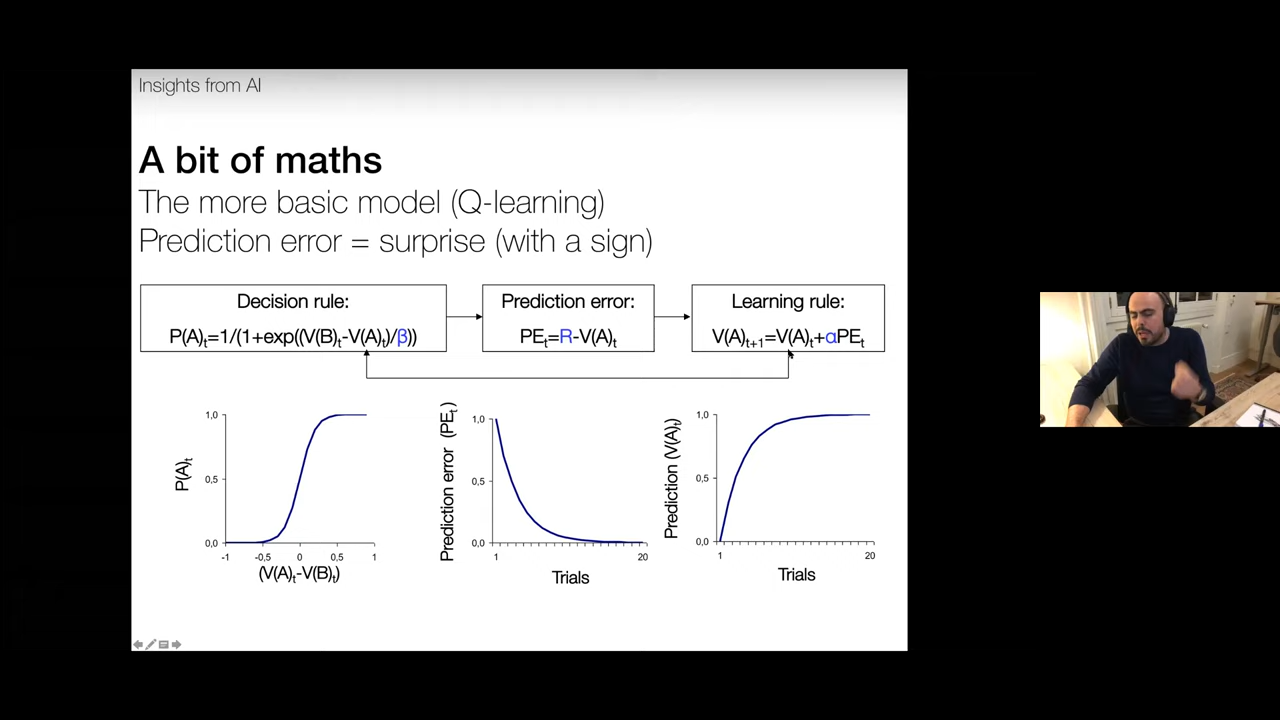 Insights from AI
A bit of maths
The more basic model (Q-learning)
Prediction error = surprise (with a sign)
Decision rule:
P(A)t=1/(1+exp((V(B)t-V(A)t)/β))
Prediction error:
PEt=R-V(A)t
Learning rule:
V(A)t+1=V(A)t+αPEt
P(A)t
1,0
0,5
0,0
-1
-0,5
0
0,5
1
(V(A)t-V(B)t)
Prediction error (PEt)
1,0
0,5
0,0
1
20
Trials
Prediction (V(A)t)
1,0
0,5
0,0
1
20
Trials